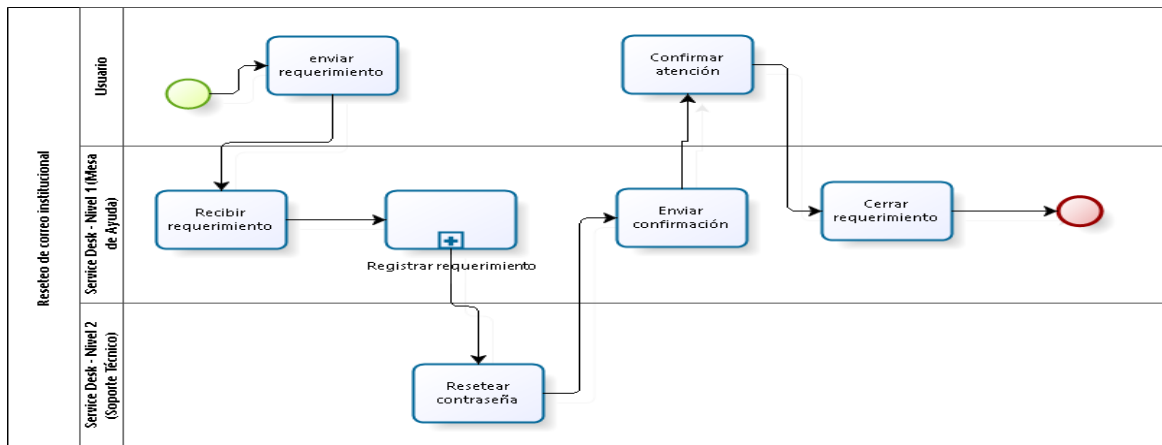 Reseteo de correo institucional
Usuario
enviar
requerimiento
Confirmar
atención
Service Desk - Nivel 1 (Mesa
de Ayuda)
Recibir
requerimiento
Registrar requerimiento
Enviar
confirmación
Cerrar
requerimiento
Service Desk - Nivel 2
(Soporte Técnico)
Resetear
contraseña